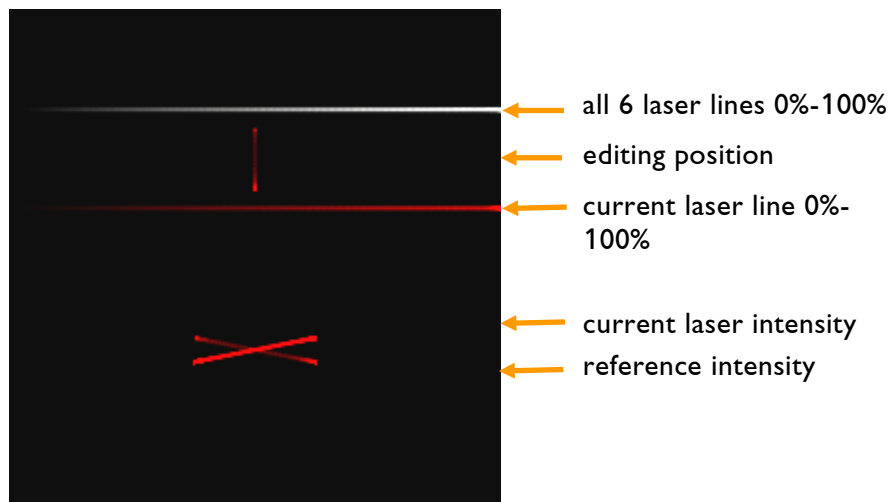 all 6 laser lines 0%-100%
editing position
current laser line 0%-
100%
current laser intensity
reference intensity